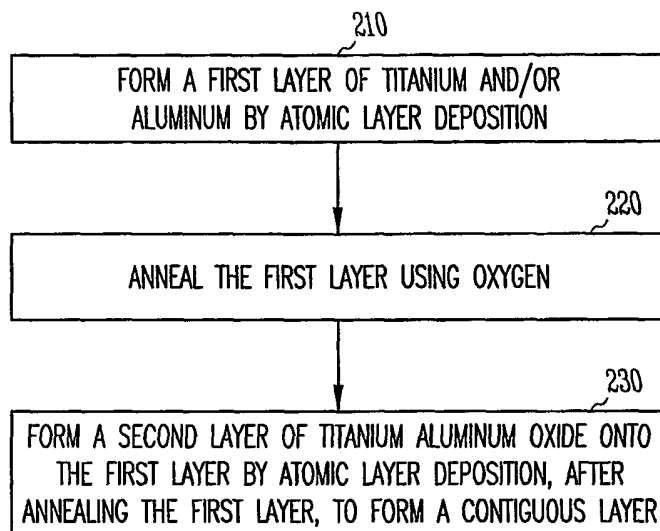 210
FORM A FIRST LAYER OF TITANIUM AND/OR
ALUMINUM BY ATOMIC LAYER DEPOSITION
220
ANNEAL THE FIRST LAYER USING OXYGEN
230
FORM A SECOND LAYER OF TITANIUM ALUMINUM OXIDE ONTO
THE FIRST LAYER BY ATOMIC LAYER DEPOSITION, AFTER
ANNEALING THE FIRST LAYER, TO FORM A CONTIGUOUS LAYER